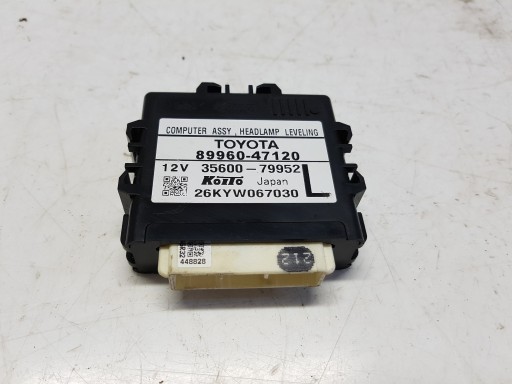 COMPUTER ASSY, HEADLAMP LEVELING
TOYOTA
89960-47120
12V 35600-79952
KOITO Japan L
26KYW067030
448828
212